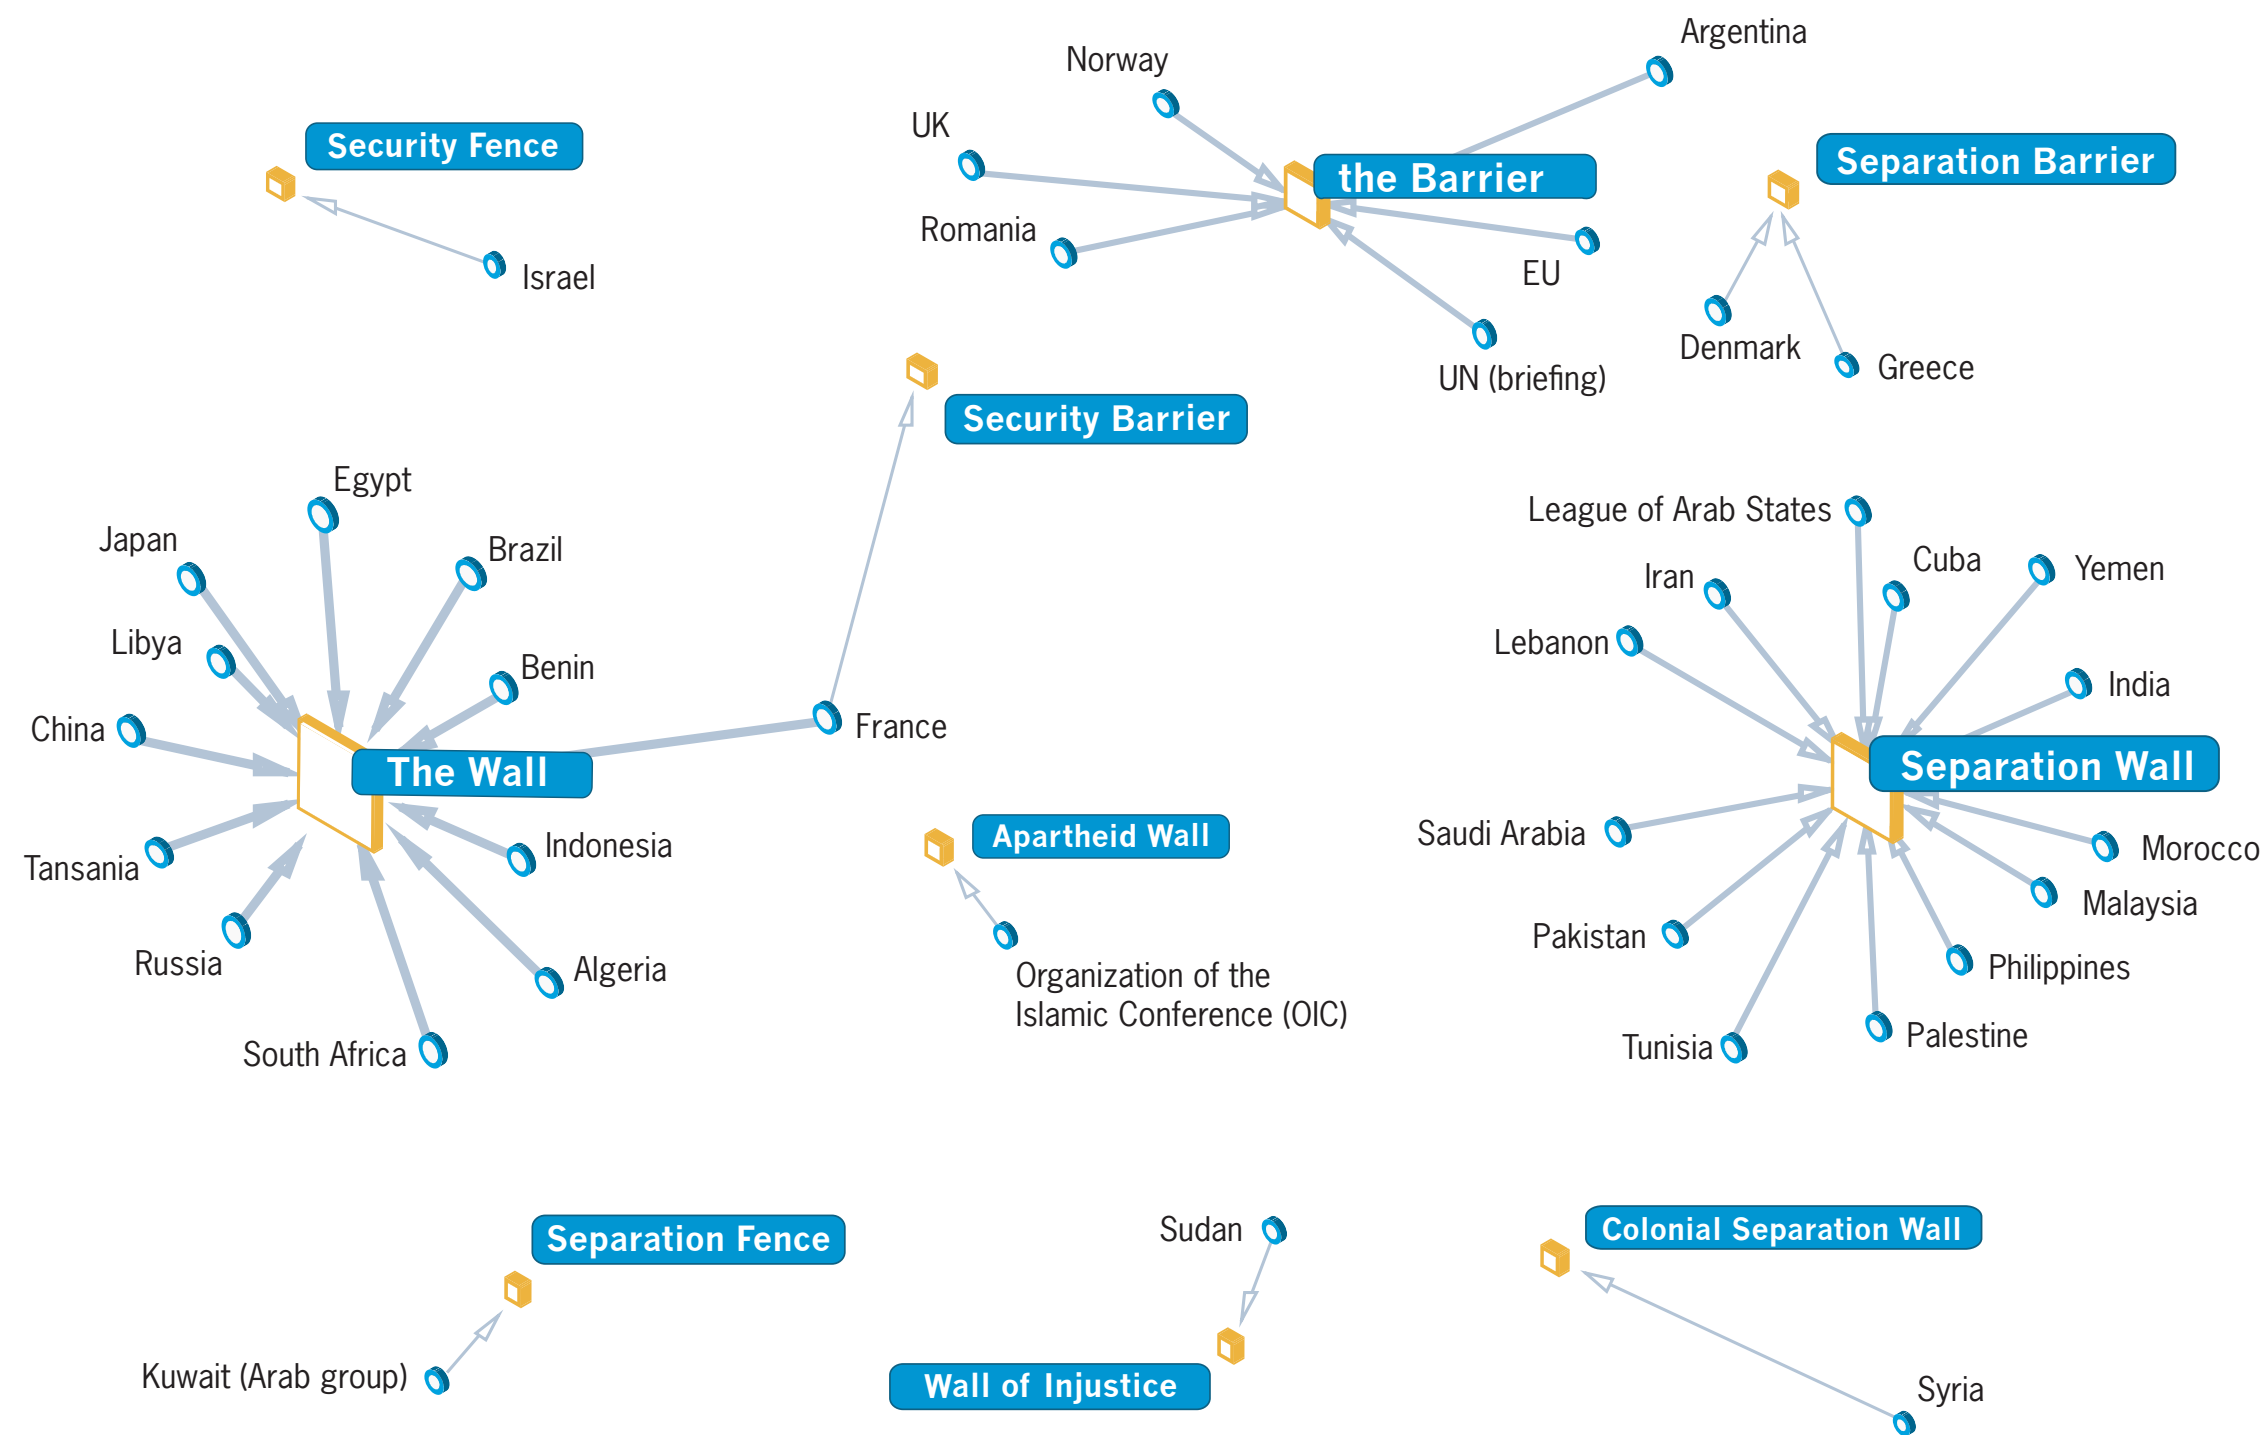 Argentina
Norway
UK
Security Fence
the Barrier
Separation Barrier
Romania
EU
Israel
Denmark
Greece
UN (briefing)
Security Barrier
Egypt
League of Arab States
Japan
Brazil
Cuba
Yemen
Iran
Libya
Lebanon
Benin
India
China
France
The Wall
Separation Wall
Apartheid Wall
Saudi Arabia
Indonesia
Morocco
Tansania
Malaysia
Pakistan
Russia
Algeria
Philippines
Organization of the
Islamic Conference (OIC)
South Africa
Tunisia
Palestine
Sudan
Colonial Separation Wall
Separation Fence
Kuwait (Arab group)
Wall of Injustice
Syria